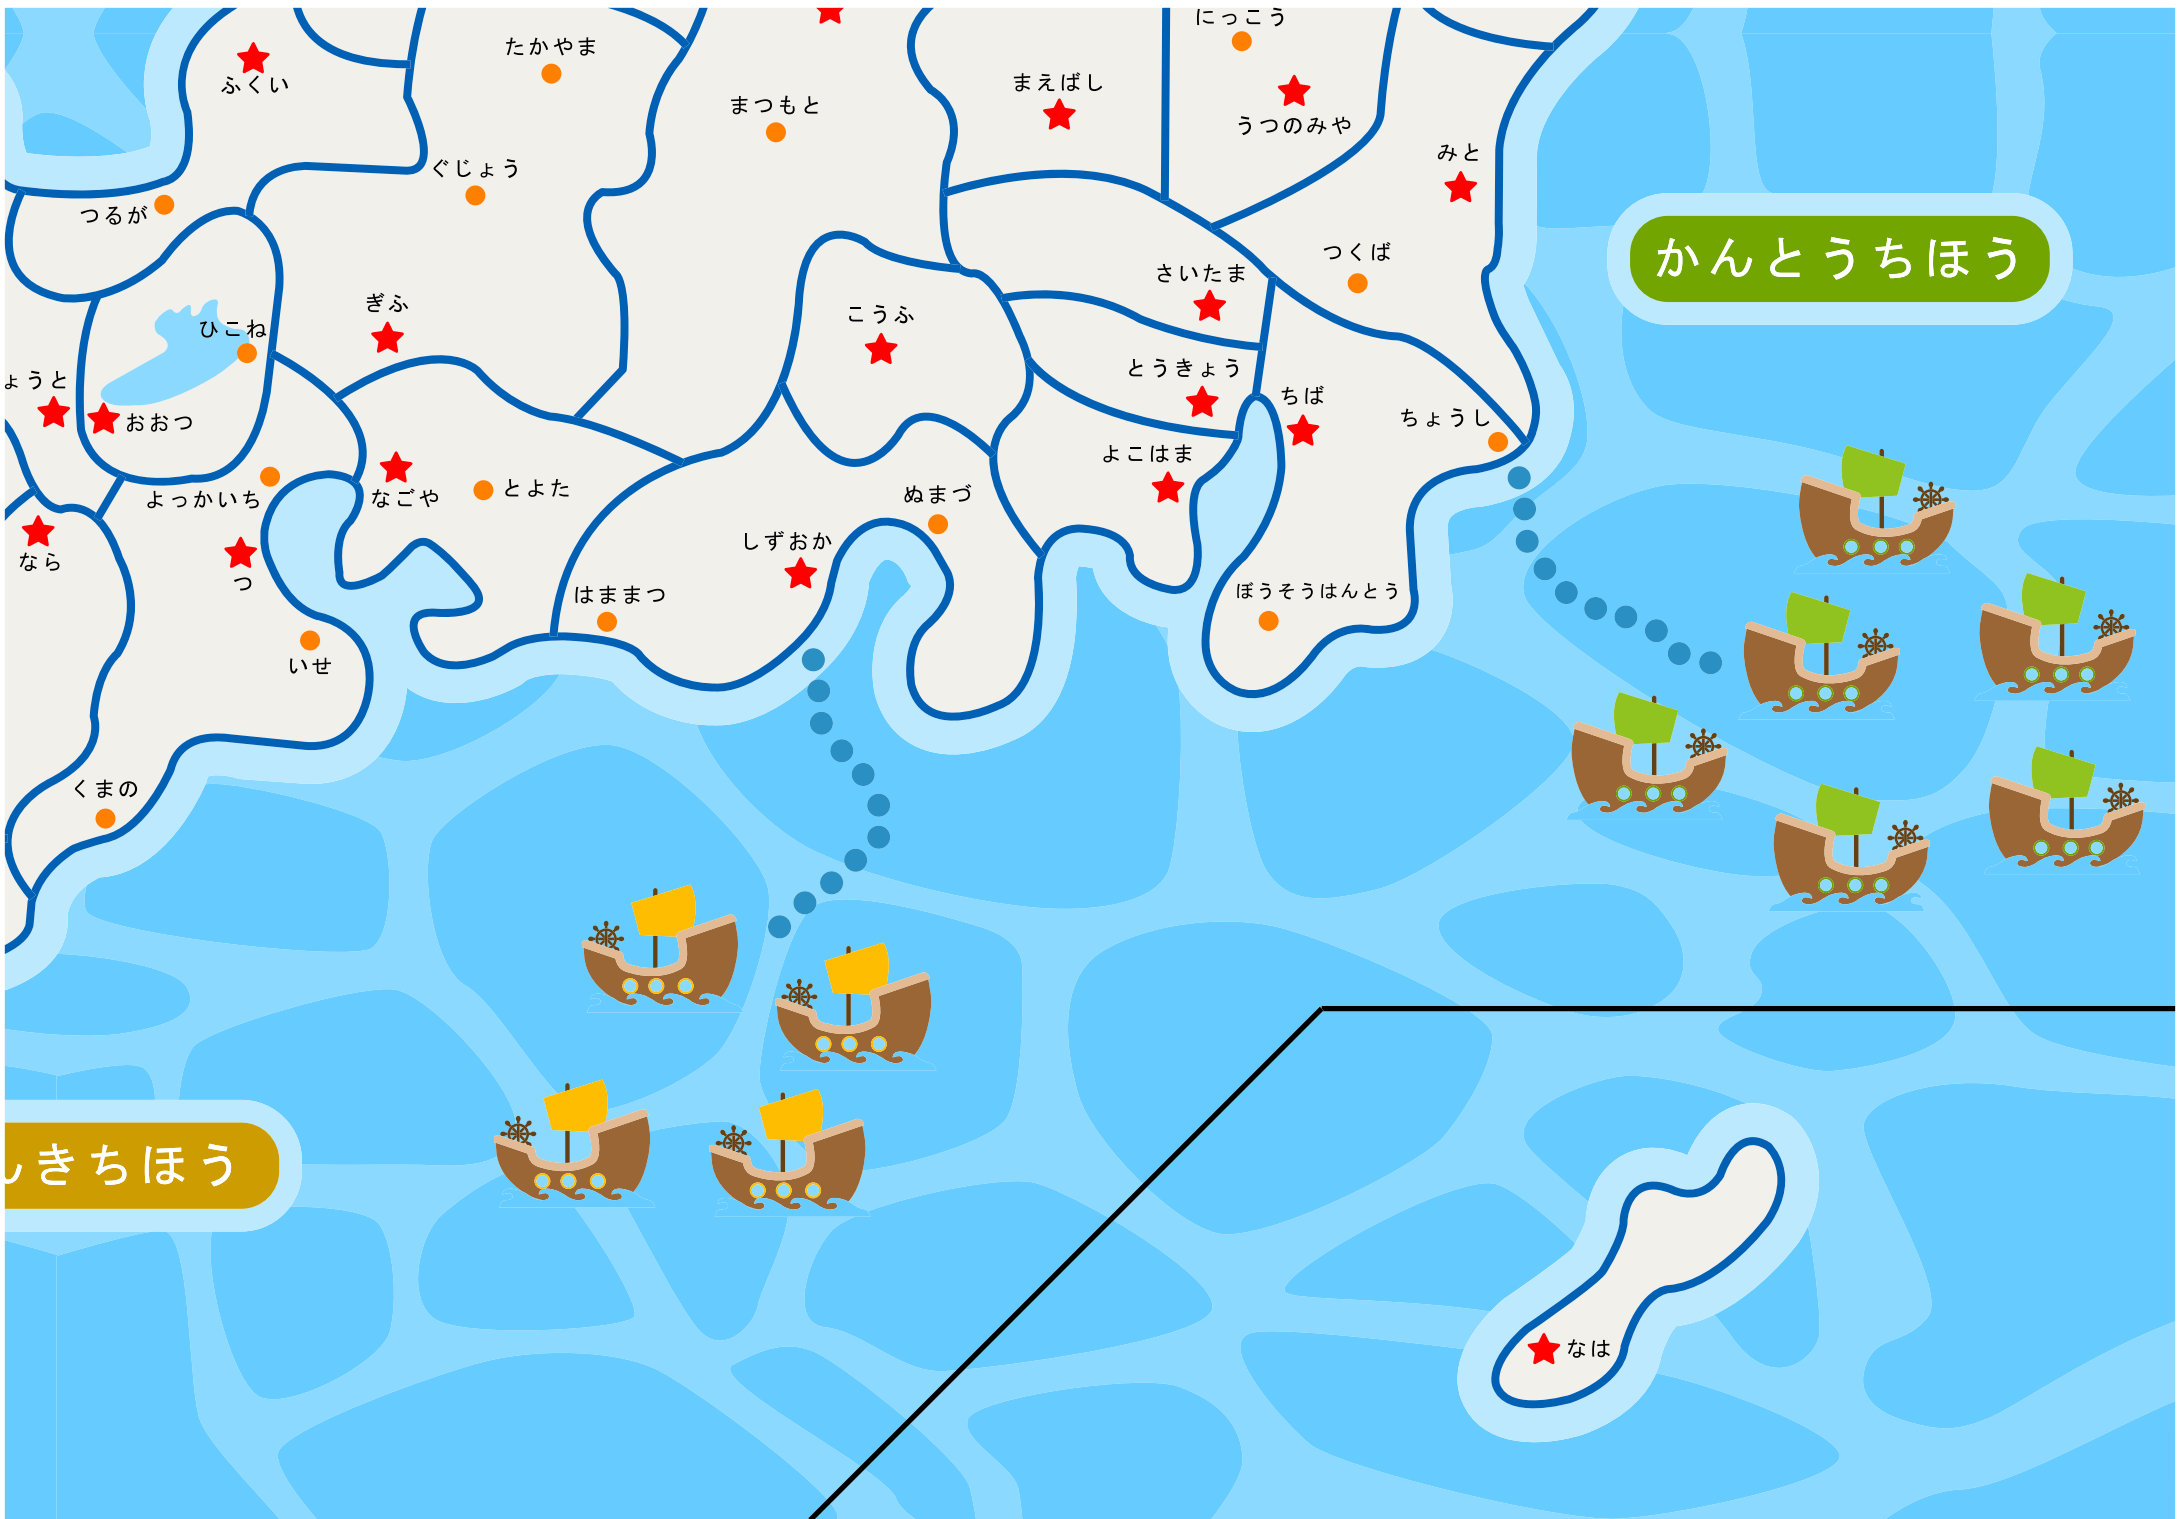 にっこう
たかやま
ふくい
まえばし
まつもと
うつのみや
みと
ぐじょう
つるが
かんとうちほう
つくば
さいたま
ぎふ
こうふ
ひこね
とうきょう
ょうと
ちば
おおつ
ちょうし
よこはま
とよた
なごや
よっかいち
ぬまづ
しずおか
なら
つ
はままつ
ぼうそうはんとう
いせ
くまの
んきちほう
なは